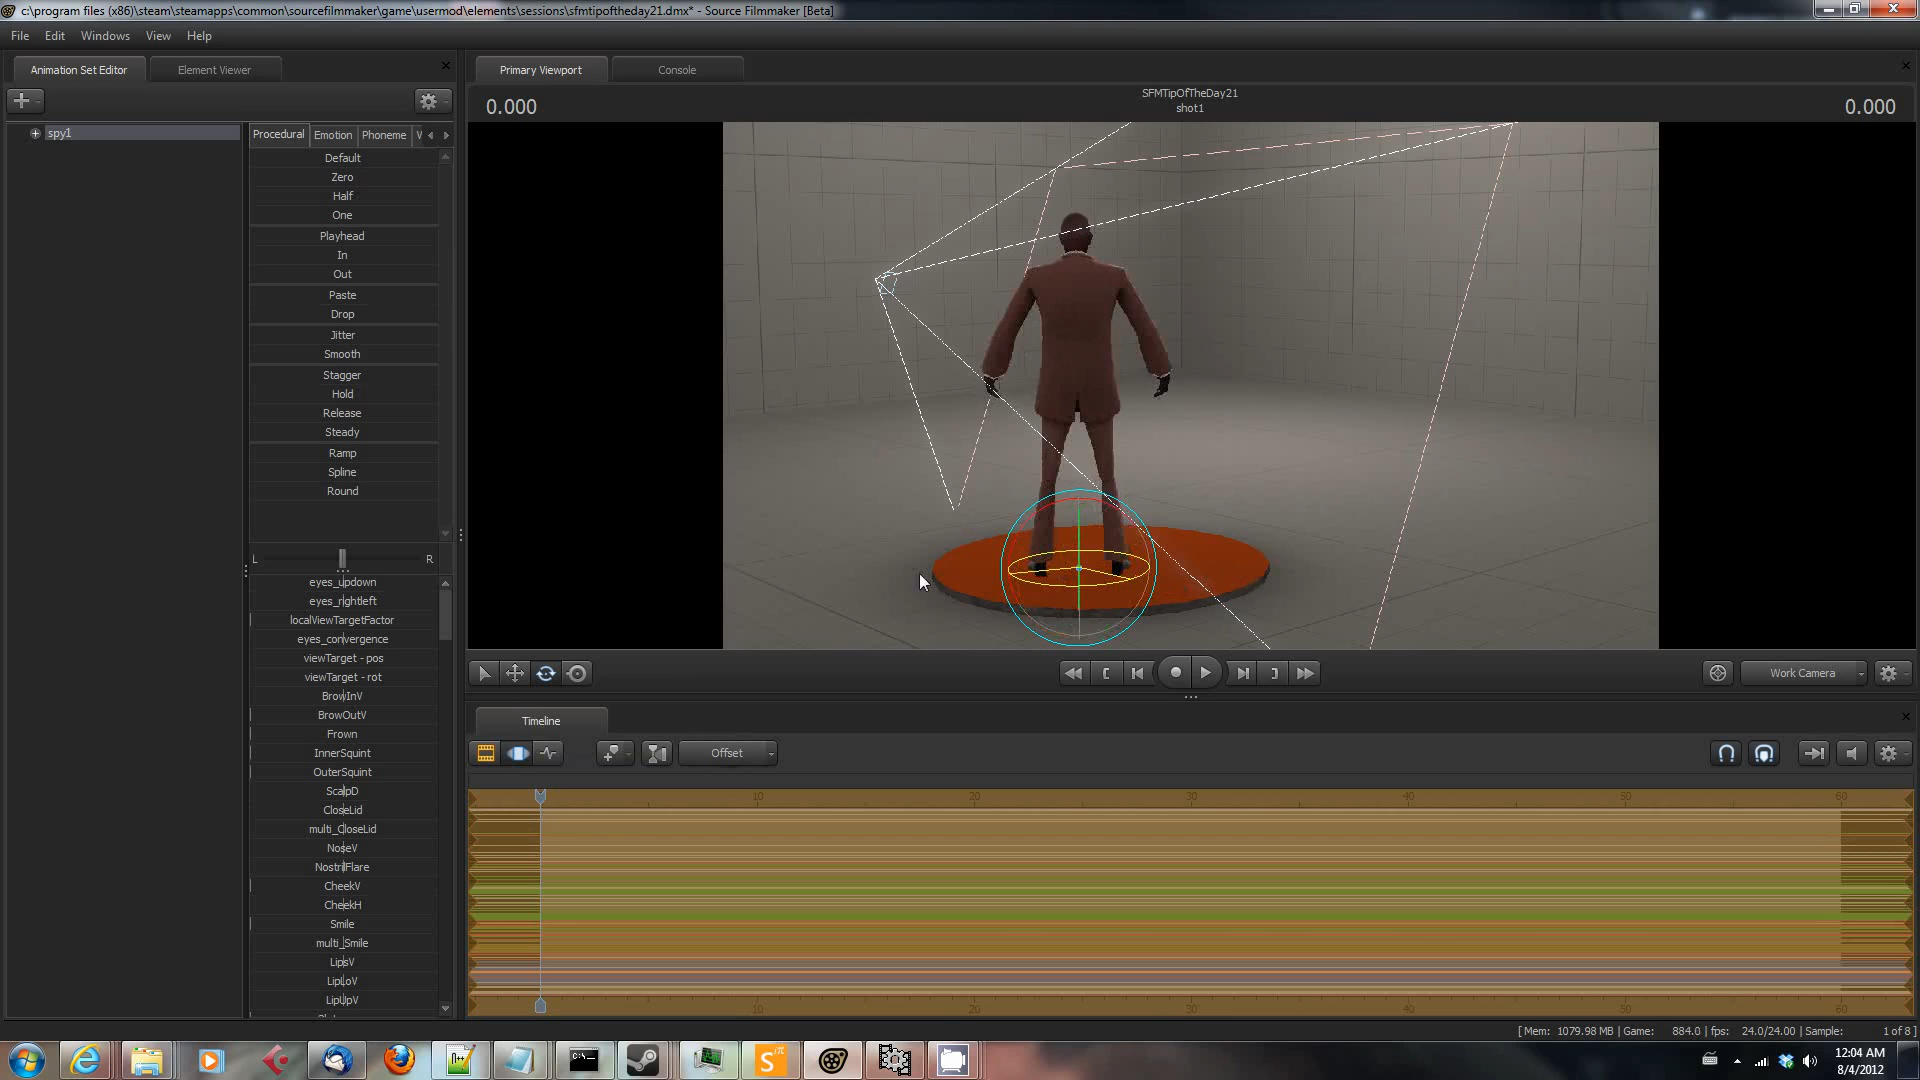 c:\program files (x86)\steam\steamapps\common\sourcefilmmaker\game\usermod\elements\sessions\sfmtipoftheday21.dmx* - Source Filmmaker [Beta]
File Edit Windows View Help
Animation Set Editor
Element Viewer
Primary Viewport
Console
0.000
SFMTipOfTheDay21
shot1
0.000
spy1
Procedural Emotion Phoneme
Default
Zero
Half
One
Playhead
In
Out
Paste
Drop
Jitter
Smooth
Stagger
Hold
Release
Steady
Ramp
Spline
Round
L
R
eyes_updown
eyes_rightleft
localViewTargetFactor
eyes_convergence
viewTarget - pos
viewTarget - rot
BrowInV
BrowOutV
Frown
InnerSquint
OuterSquint
ScalpD
CloseLid
multi_CloseLid
NoseV
NostrilFlare
CheekV
CheekH
Smile
multi_Smile
LipsV
LipLoV
LipUpV
Work Camera
Timeline
Offset
10 20 30 40 50 60
10 20 30 40 50 60
[ Mem: 1079.98 MB | Game: 884.0 | fps: 24.0/24.00 | Sample: 1 of 8 ]
12:04 AM
8/4/2012